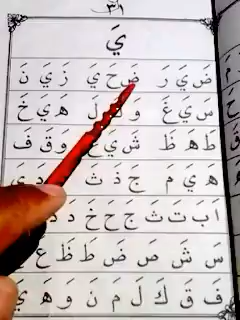 ٣١
يَ
ضَ يَ رَ ضَ حَ يَ زَ يَ نَ
سَ يَ غَ وَ لَ هَ يَ خَ
طَ هَ ظَ شَ يَ وَ قَ فَ
هَ يَ مَ جَ ذَ ثَ
اَ بَ تَ ثَ جَ حَ خَ دَ
سَ شَ صَ ضَ طَ ظَ عَ
فَ قَ كَ لَ مَ نَ وَ هَ يَ